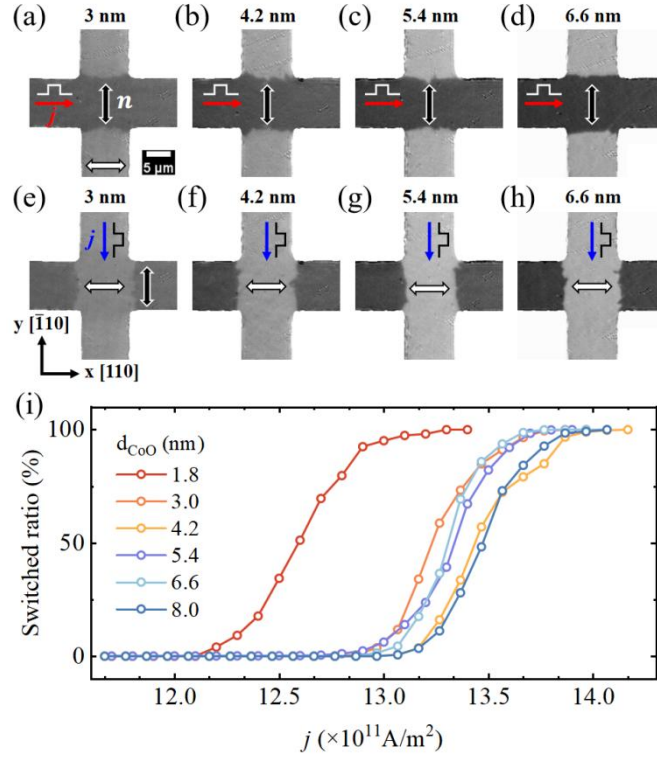 (a) 3 nm (b) 4.2 nm (c) 5.4 nm (d) 6.6 nm
j n
5 μm
(e) 3 nm (f) 4.2 nm (g) 5.4 nm (h) 6.6 nm
j j j j
y [1̄10]
x [110]
(i)
100
50
0
Switched ratio (%)
d_CoO (nm)
1.8
3.0
4.2
5.4
6.6
8.0
12.0 12.5 13.0 13.5 14.0
j (×10¹¹A/m²)